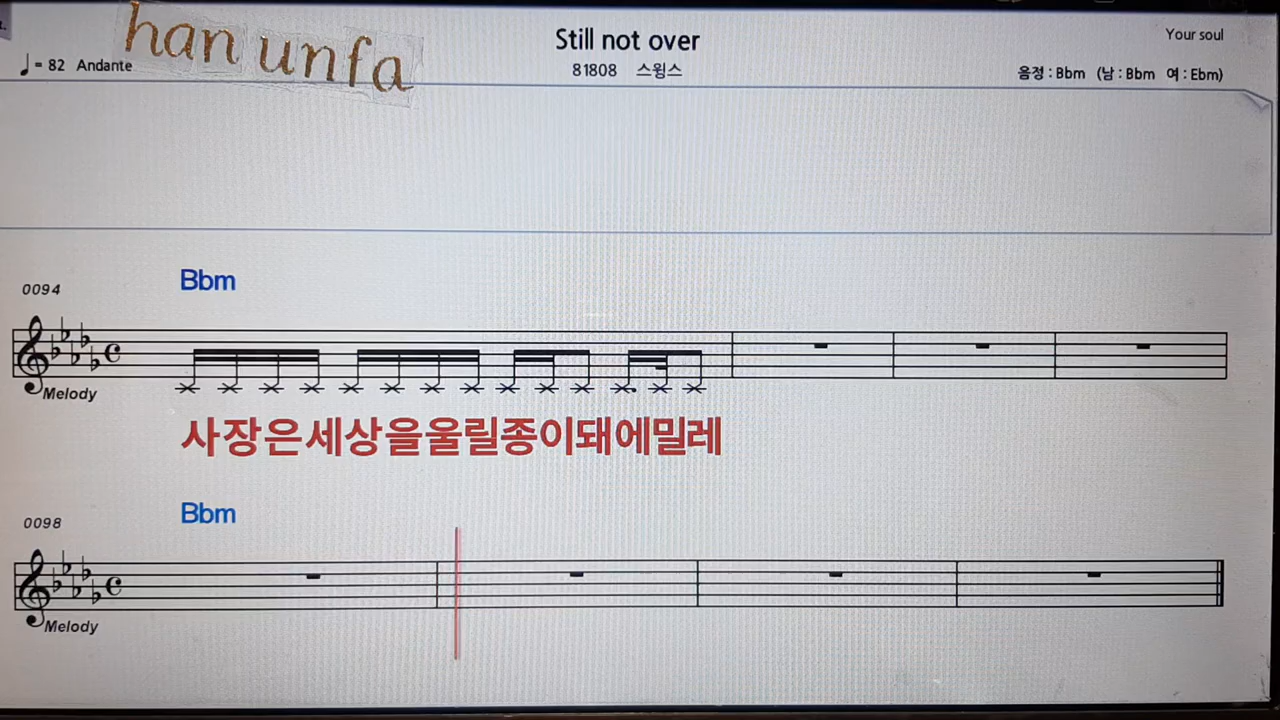 han unfa
Still not over
Your soul
♩= 82 Andante
81808 스윙스
음정 : Bbm (남 : Bbm 여 : Ebm)
Bbm
0094
Melody
사장은세상을울릴종이돼에밀레
Bbm
0098
Melody